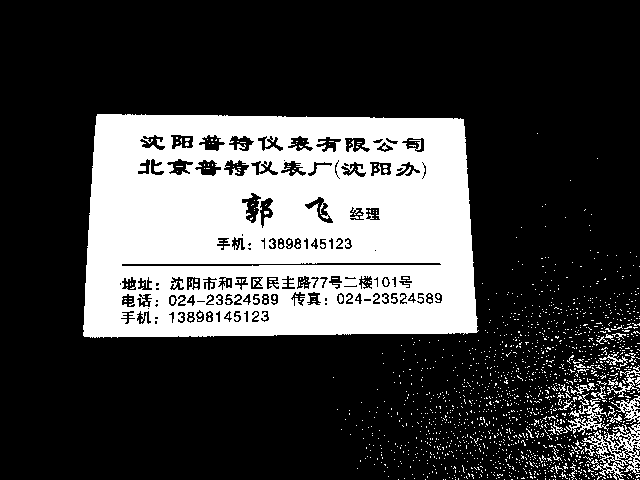 沈阳普特仪表有限公司
北京普特仪表厂(沈阳办)
郭 飞 经理
手机：13898145123
地址：沈阳市和平区民主路77号二楼101号
电话：024-23524589 传真：024-23524589
手机：13898145123